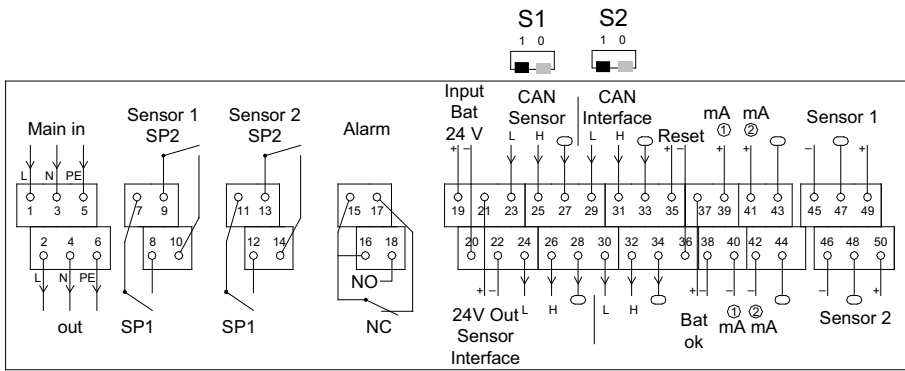 S1 S2
1 0 1 0
Input CAN CAN
Bat Sensor Interface
24 V
Main in Sensor 1 Sensor 2 Alarm mA mA Sensor 1
SP2 SP2 Reset ① ②
L N PE + − L H L H + − + + − +
1 3 5 7 9 11 13 15 17 19 21 23 25 27 29 31 33 35 37 39 41 43 45 47 49
2 4 6 8 10 12 14 16 18 20 22 24 26 28 30 32 34 36 38 40 42 44 46 48 50
L N PE NO + − L H L H + − − − − +
out SP1 SP1 NC 24V Out Bat ① ② Sensor 2
Sensor ok mA mA
Interface